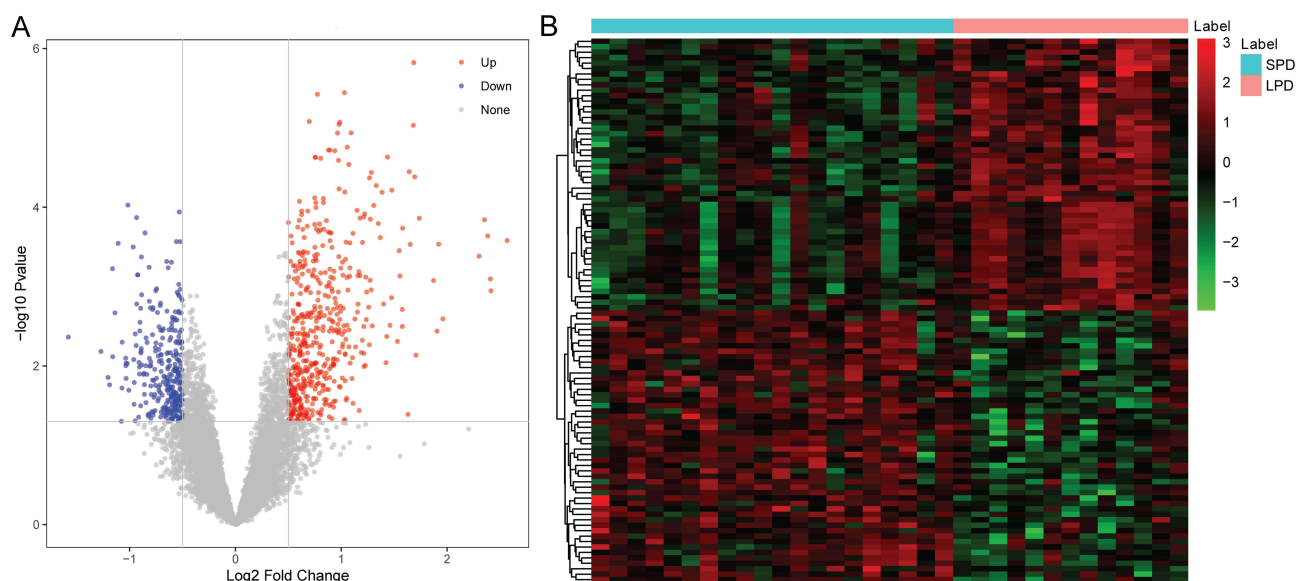 A
6
4
2
0
−log10 Pvalue
−1
0
1
2
Log2 Fold Change
Up
Down
None
B
Label
3
2
1
0
−1
−2
−3
Label
SPD
LPD